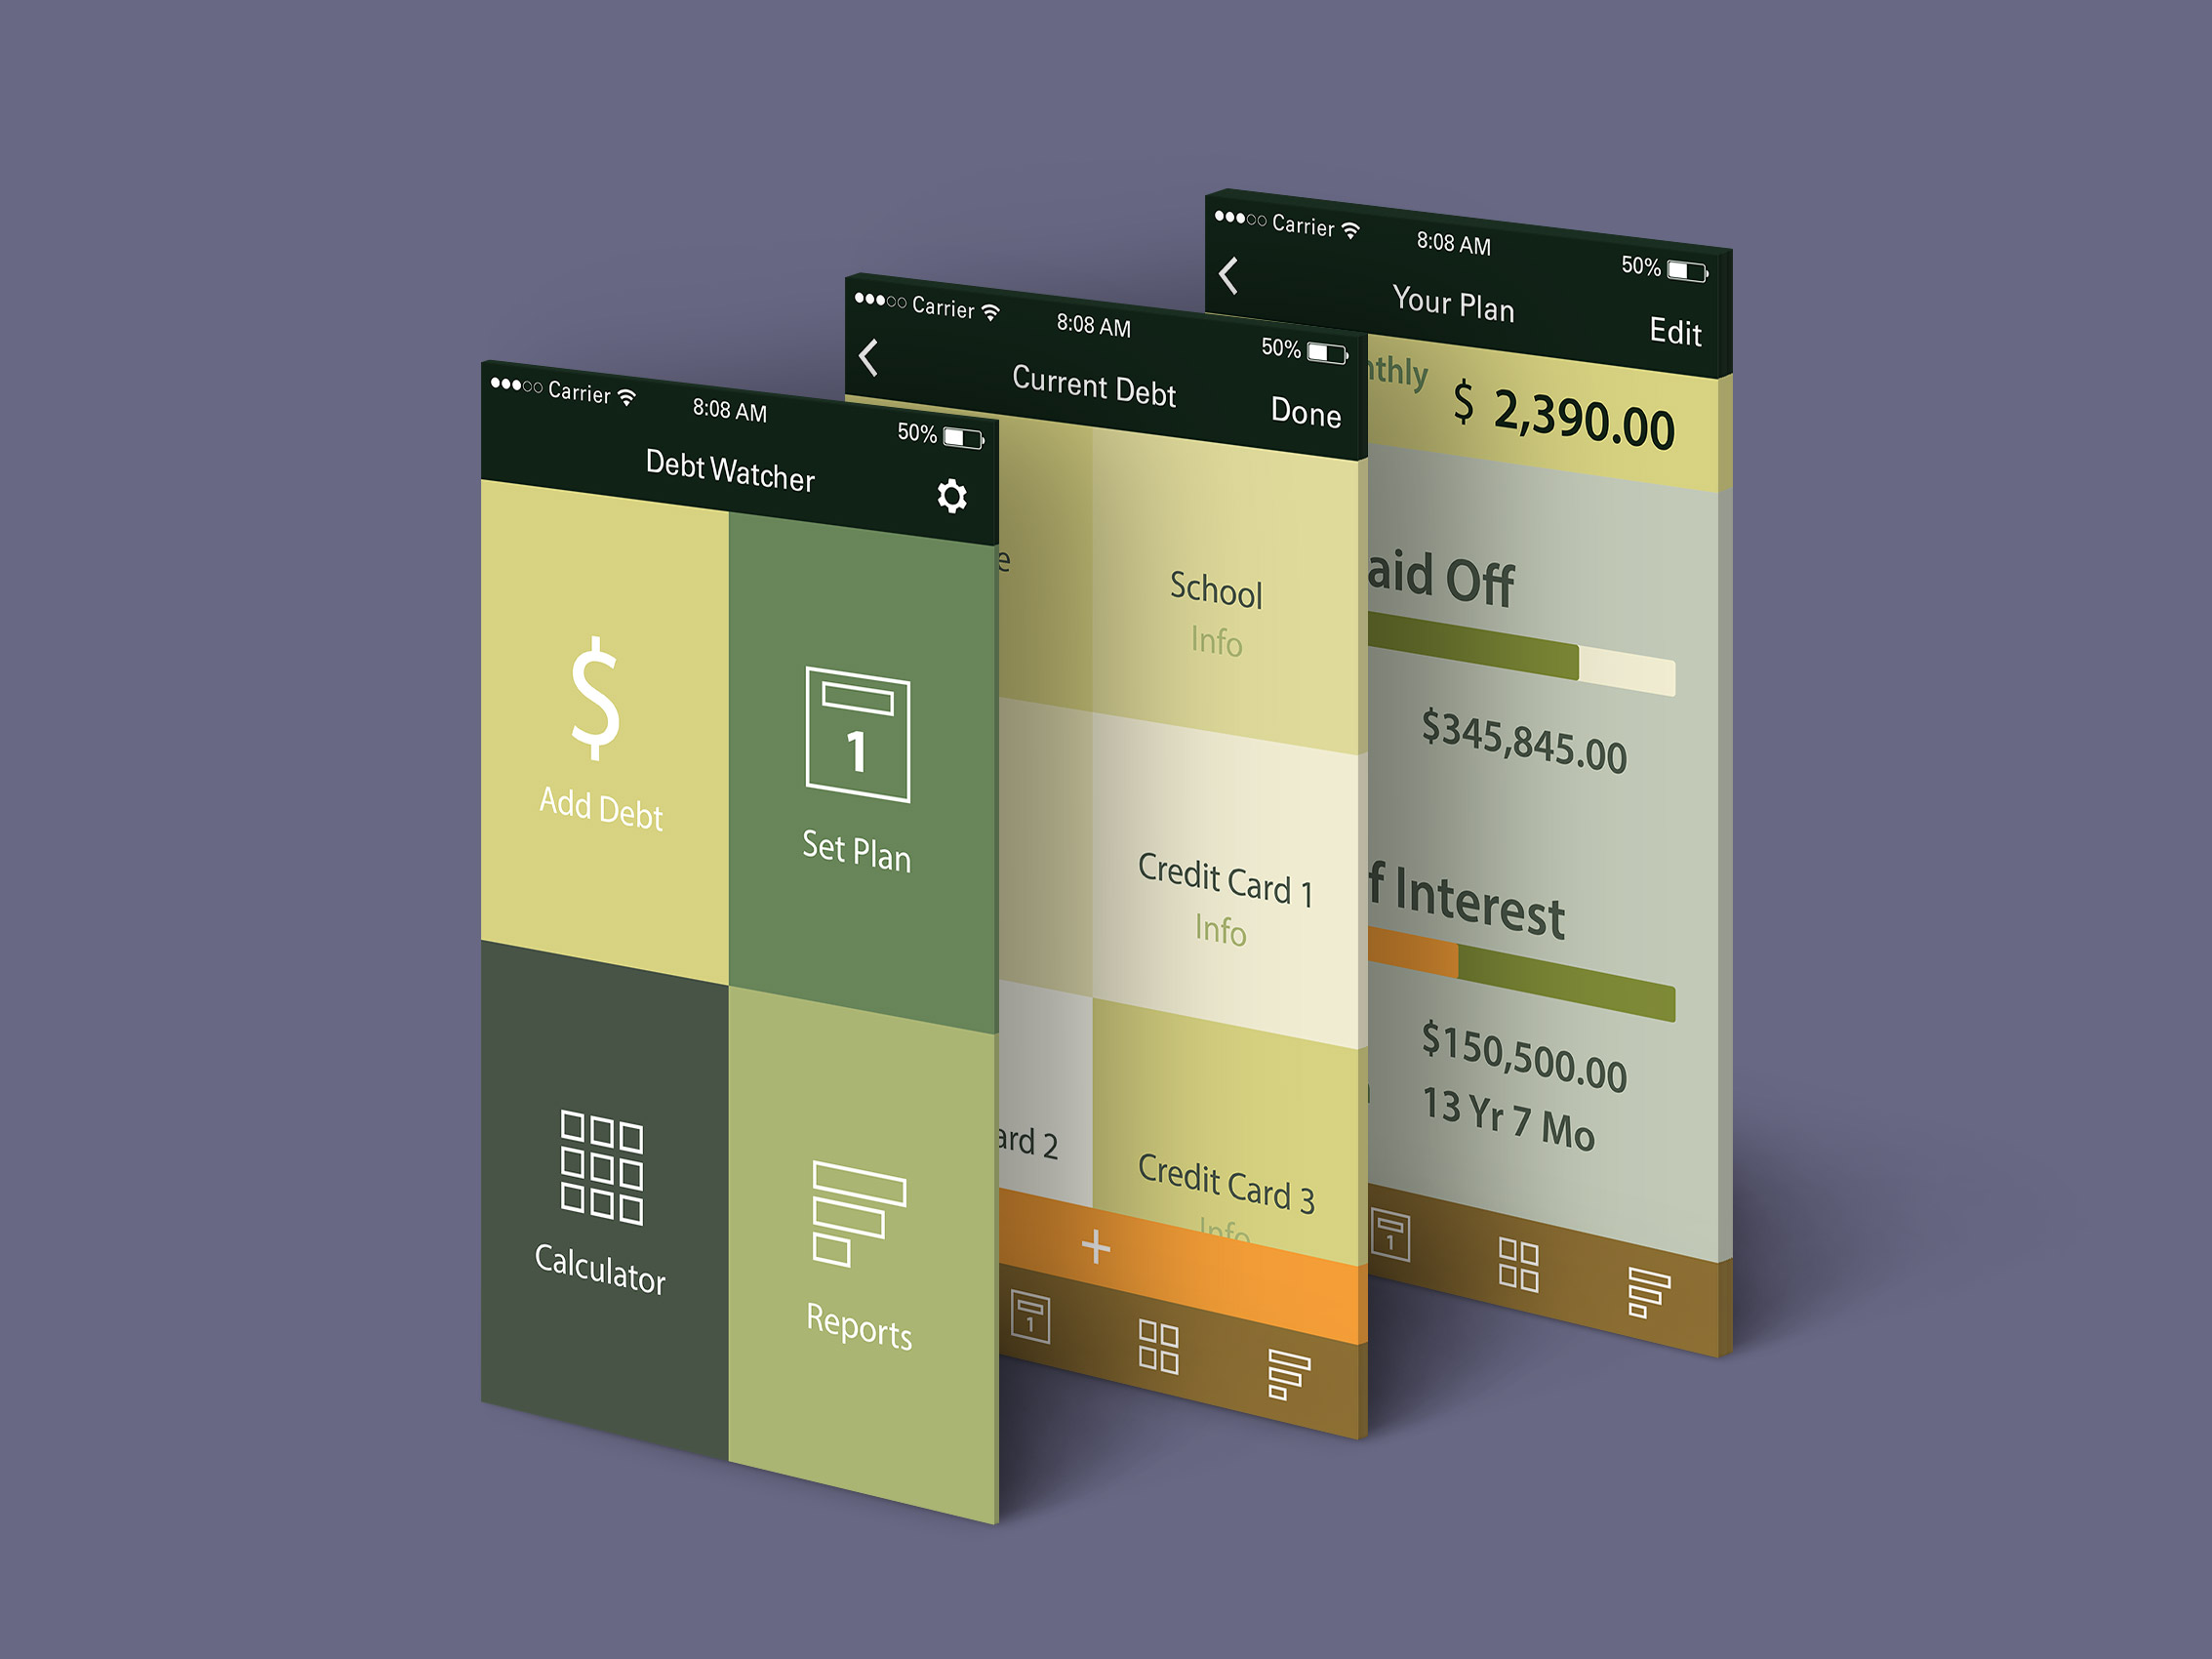 Carrier
8:08 AM
50%
Debt Watcher
$
Add Debt
1
Set Plan
Calculator
Reports
Carrier
8:08 AM
50%
Current Debt
Done
School
Info
Credit Card 1
Info
ard 2
Credit Card 3
Info
+
1
Carrier
8:08 AM
50%
Your Plan
Edit
nthly
$ 2,390.00
aid Off
$345,845.00
f Interest
$150,500.00
13 Yr 7 Mo
1